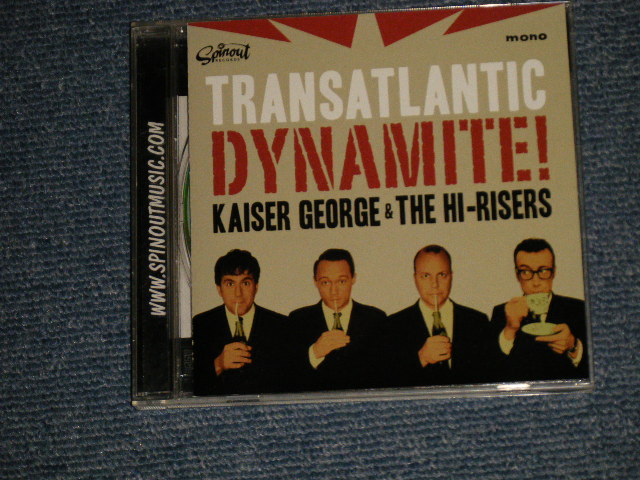 Spinout
RECORDS
mono
TRANSATLANTIC
DYNAMITE!
KAISER GEORGE & THE HI-RISERS
WWW.SPINOUTMUSIC.COM